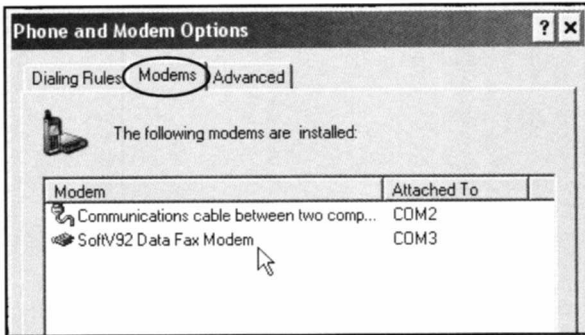 Phone and Modem Options ? X
Dialing Rules Modems Advanced
The following modems are installed:
Modem Attached To
Communications cable between two comp... COM2
SoftV92 Data Fax Modem COM3